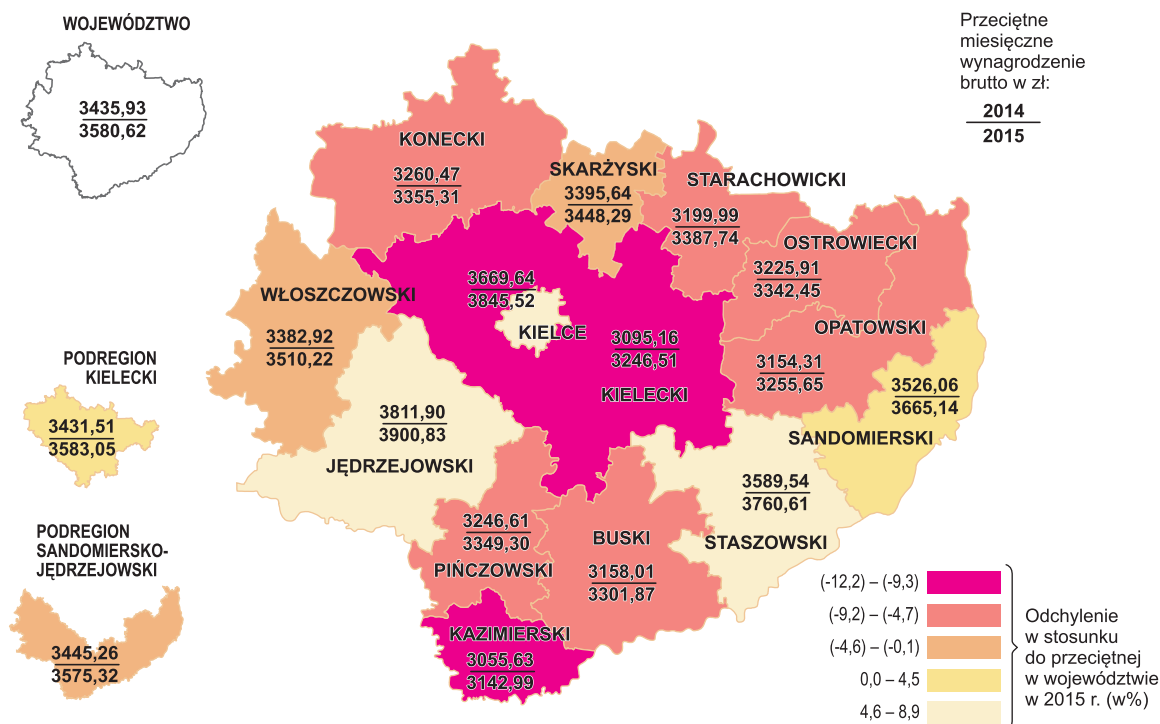 WOJEWÓDZTWO
3435,93
3580,62
Przeciętne
miesięczne
wynagrodzenie
brutto w zł:
2014
2015
KONECKI
3260,47
3355,31
SKARŻYSKI
3395,64
3448,29
STARACHOWICKI
3199,99
3387,74
OSTROWIECKI
3225,91
3342,45
3669,64
3845,52
KIELCE
WŁOSZCZOWSKI
3382,92
3510,22
3095,16
3246,51
KIELECKI
OPATOWSKI
3154,31
3255,65
3526,06
3665,14
SANDOMIERSKI
PODREGION
KIELECKI
3431,51
3583,05
3811,90
3900,83
JĘDRZEJOWSKI
3589,54
3760,61
STASZOWSKI
3246,61
3349,30
PIŃCZOWSKI
BUSKI
3158,01
3301,87
PODREGION
SANDOMIERSKO-
JĘDRZEJOWSKI
3445,26
3575,32
KAZIMIERSKI
3055,63
3142,99
(-12,2) – (-9,3)
(-9,2) – (-4,7)
(-4,6) – (-0,1)
0,0 – 4,5
4,6 – 8,9
Odchylenie
w stosunku
do przeciętnej
w województwie
w 2015 r. (w%)